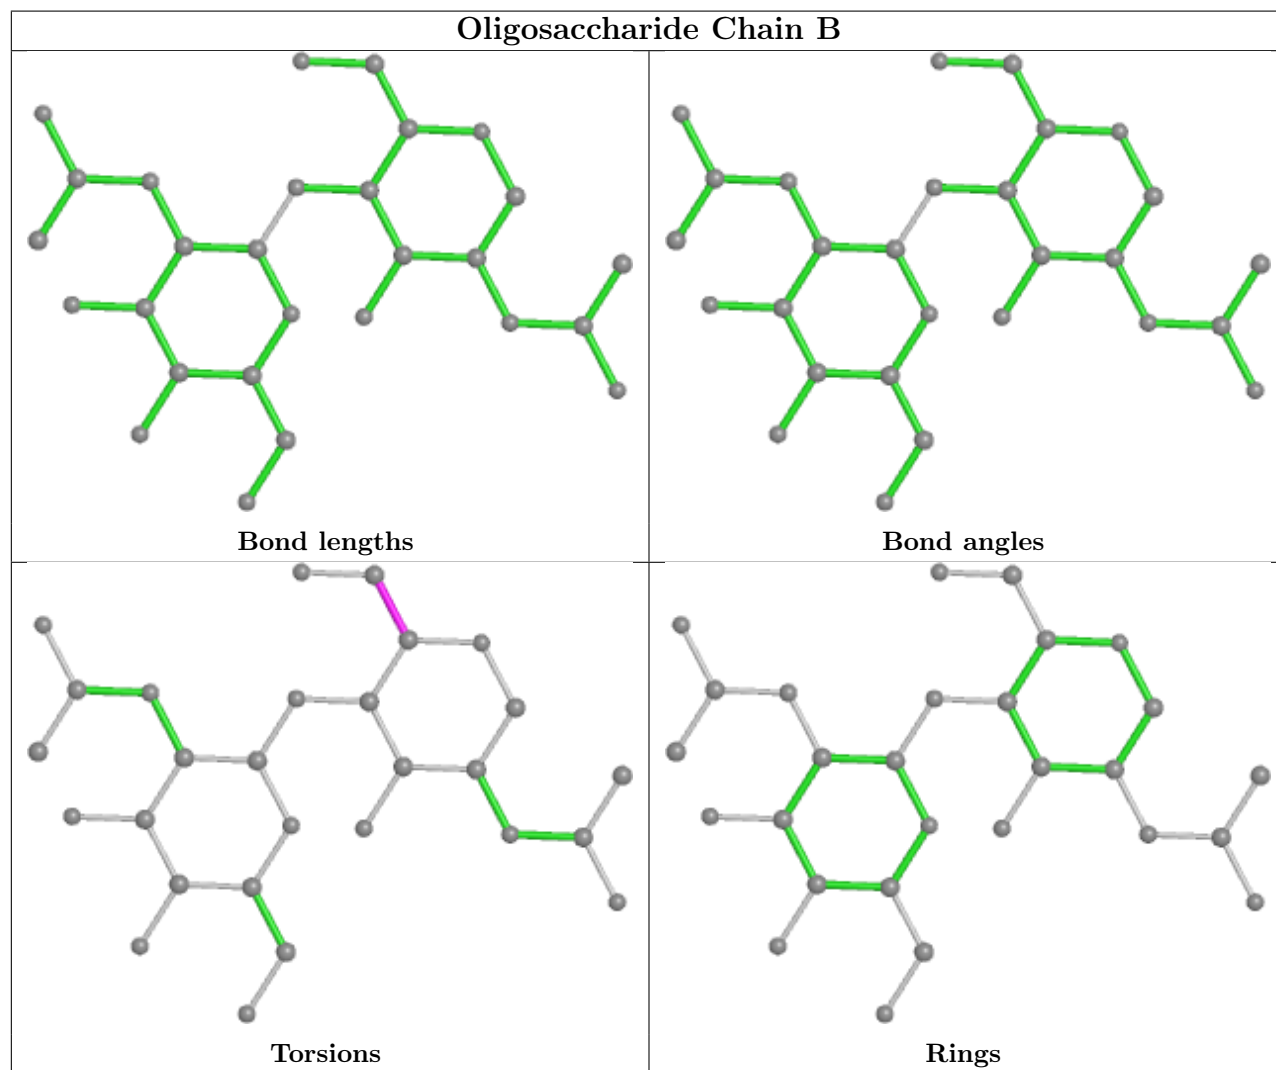 Oligosaccharide Chain B
Bond lengths
Bond angles
Torsions
Rings